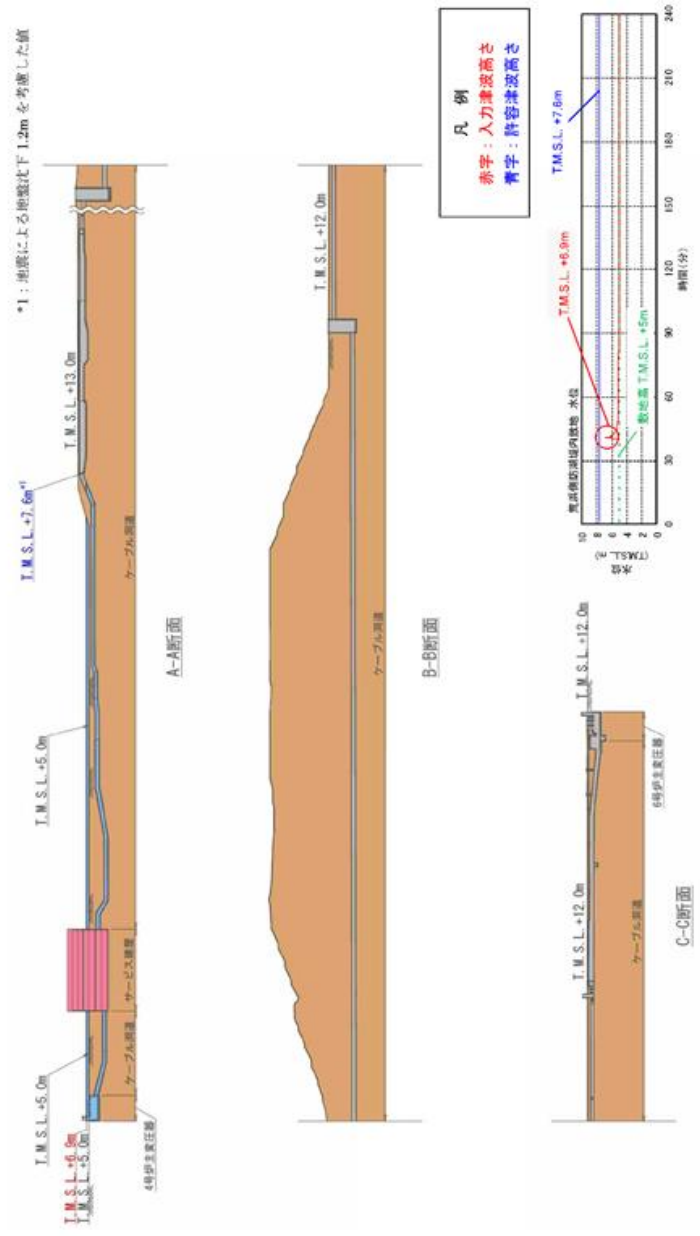 *1：地震による地盤沈下 1.2m を考慮した値
T.M.S.L.+6.9m
T.M.S.L.+5.0m
T.M.S.L.+5.0m
T.M.S.L.+5.0m
T.M.S.L.+7.6m*1
T.M.S.L.+13.0m
4号炉主変圧器
ケーブル洞道
サービス建屋
ケーブル洞道
A-A断面
T.M.S.L.+12.0m
ケーブル洞道
B-B断面
T.M.S.L.+12.0m
T.M.S.L.+12.0m
ケーブル洞道
6号炉主変圧器
C-C断面
凡 例
赤字：入力津波高さ
青字：許容津波高さ
荒浜側防潮堤内敷地 水位
T.M.S.L. +6.9m
T.M.S.L. +7.6m
敷地高 T.M.S.L. +5m
水位
(T.M.S.L. m)
10
8
6
4
2
0
0 30 60 90 120 150 180 210 240
時間(分)